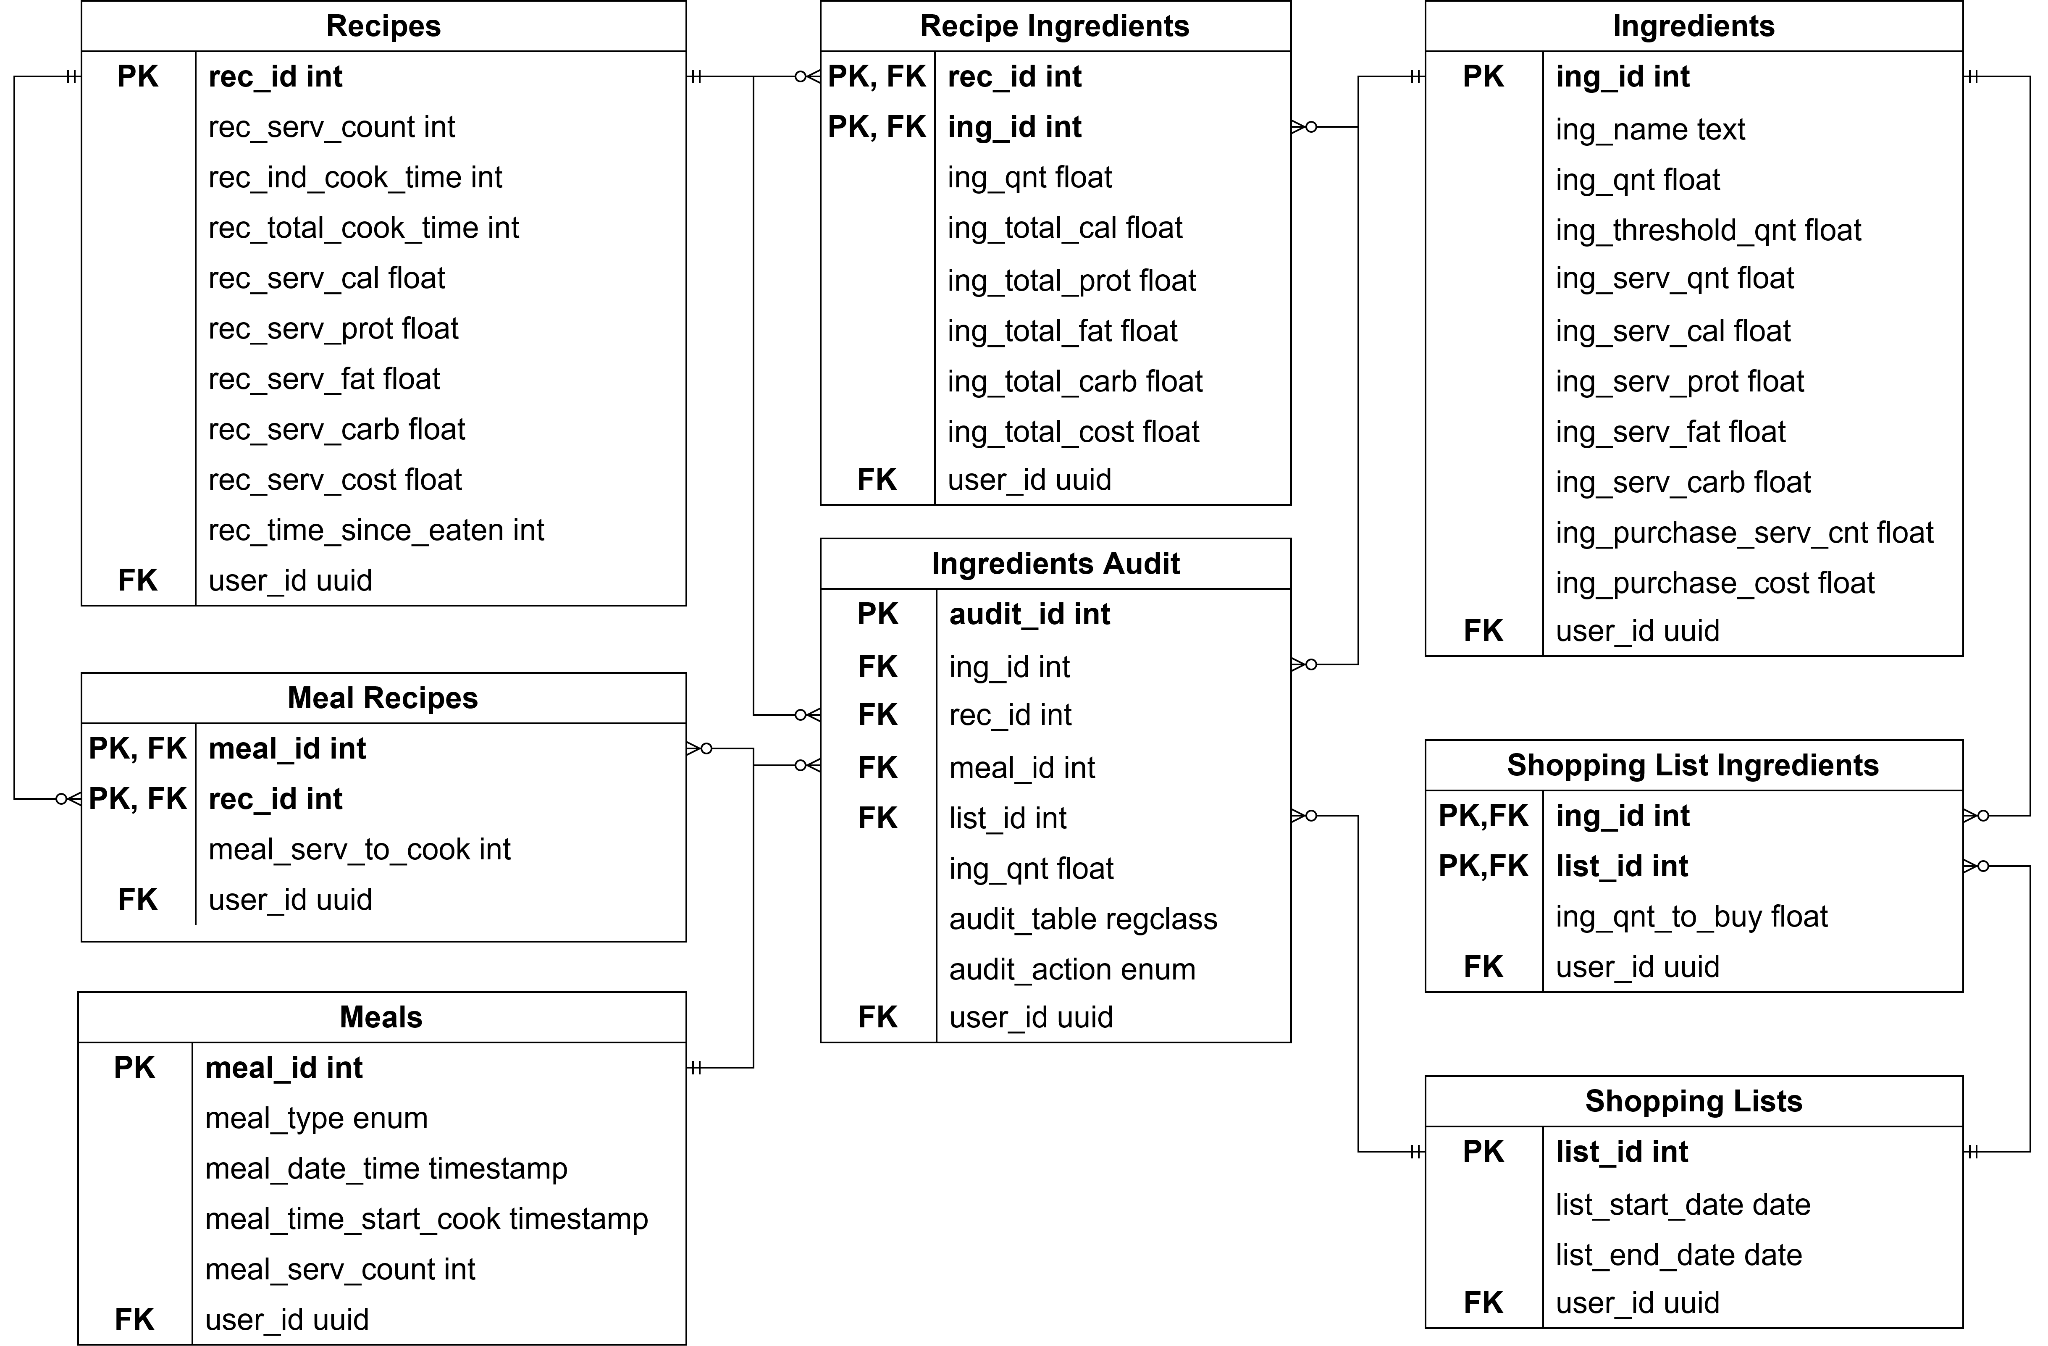 Recipes
PK rec_id int
rec_serv_count int
rec_ind_cook_time int
rec_total_cook_time int
rec_serv_cal float
rec_serv_prot float
rec_serv_fat float
rec_serv_carb float
rec_serv_cost float
rec_time_since_eaten int
FK user_id uuid
Recipe Ingredients
PK, FK rec_id int
PK, FK ing_id int
ing_qnt float
ing_total_cal float
ing_total_prot float
ing_total_fat float
ing_total_carb float
ing_total_cost float
FK user_id uuid
Ingredients
PK ing_id int
ing_name text
ing_qnt float
ing_threshold_qnt float
ing_serv_qnt float
ing_serv_cal float
ing_serv_prot float
ing_serv_fat float
ing_serv_carb float
ing_purchase_serv_cnt float
ing_purchase_cost float
FK user_id uuid
Meal Recipes
PK, FK meal_id int
PK, FK rec_id int
meal_serv_to_cook int
FK user_id uuid
Ingredients Audit
PK audit_id int
FK ing_id int
FK rec_id int
FK meal_id int
FK list_id int
ing_qnt float
audit_table regclass
audit_action enum
FK user_id uuid
Shopping List Ingredients
PK,FK ing_id int
PK,FK list_id int
ing_qnt_to_buy float
FK user_id uuid
Meals
PK meal_id int
meal_type enum
meal_date_time timestamp
meal_time_start_cook timestamp
meal_serv_count int
FK user_id uuid
Shopping Lists
PK list_id int
list_start_date date
list_end_date date
FK user_id uuid